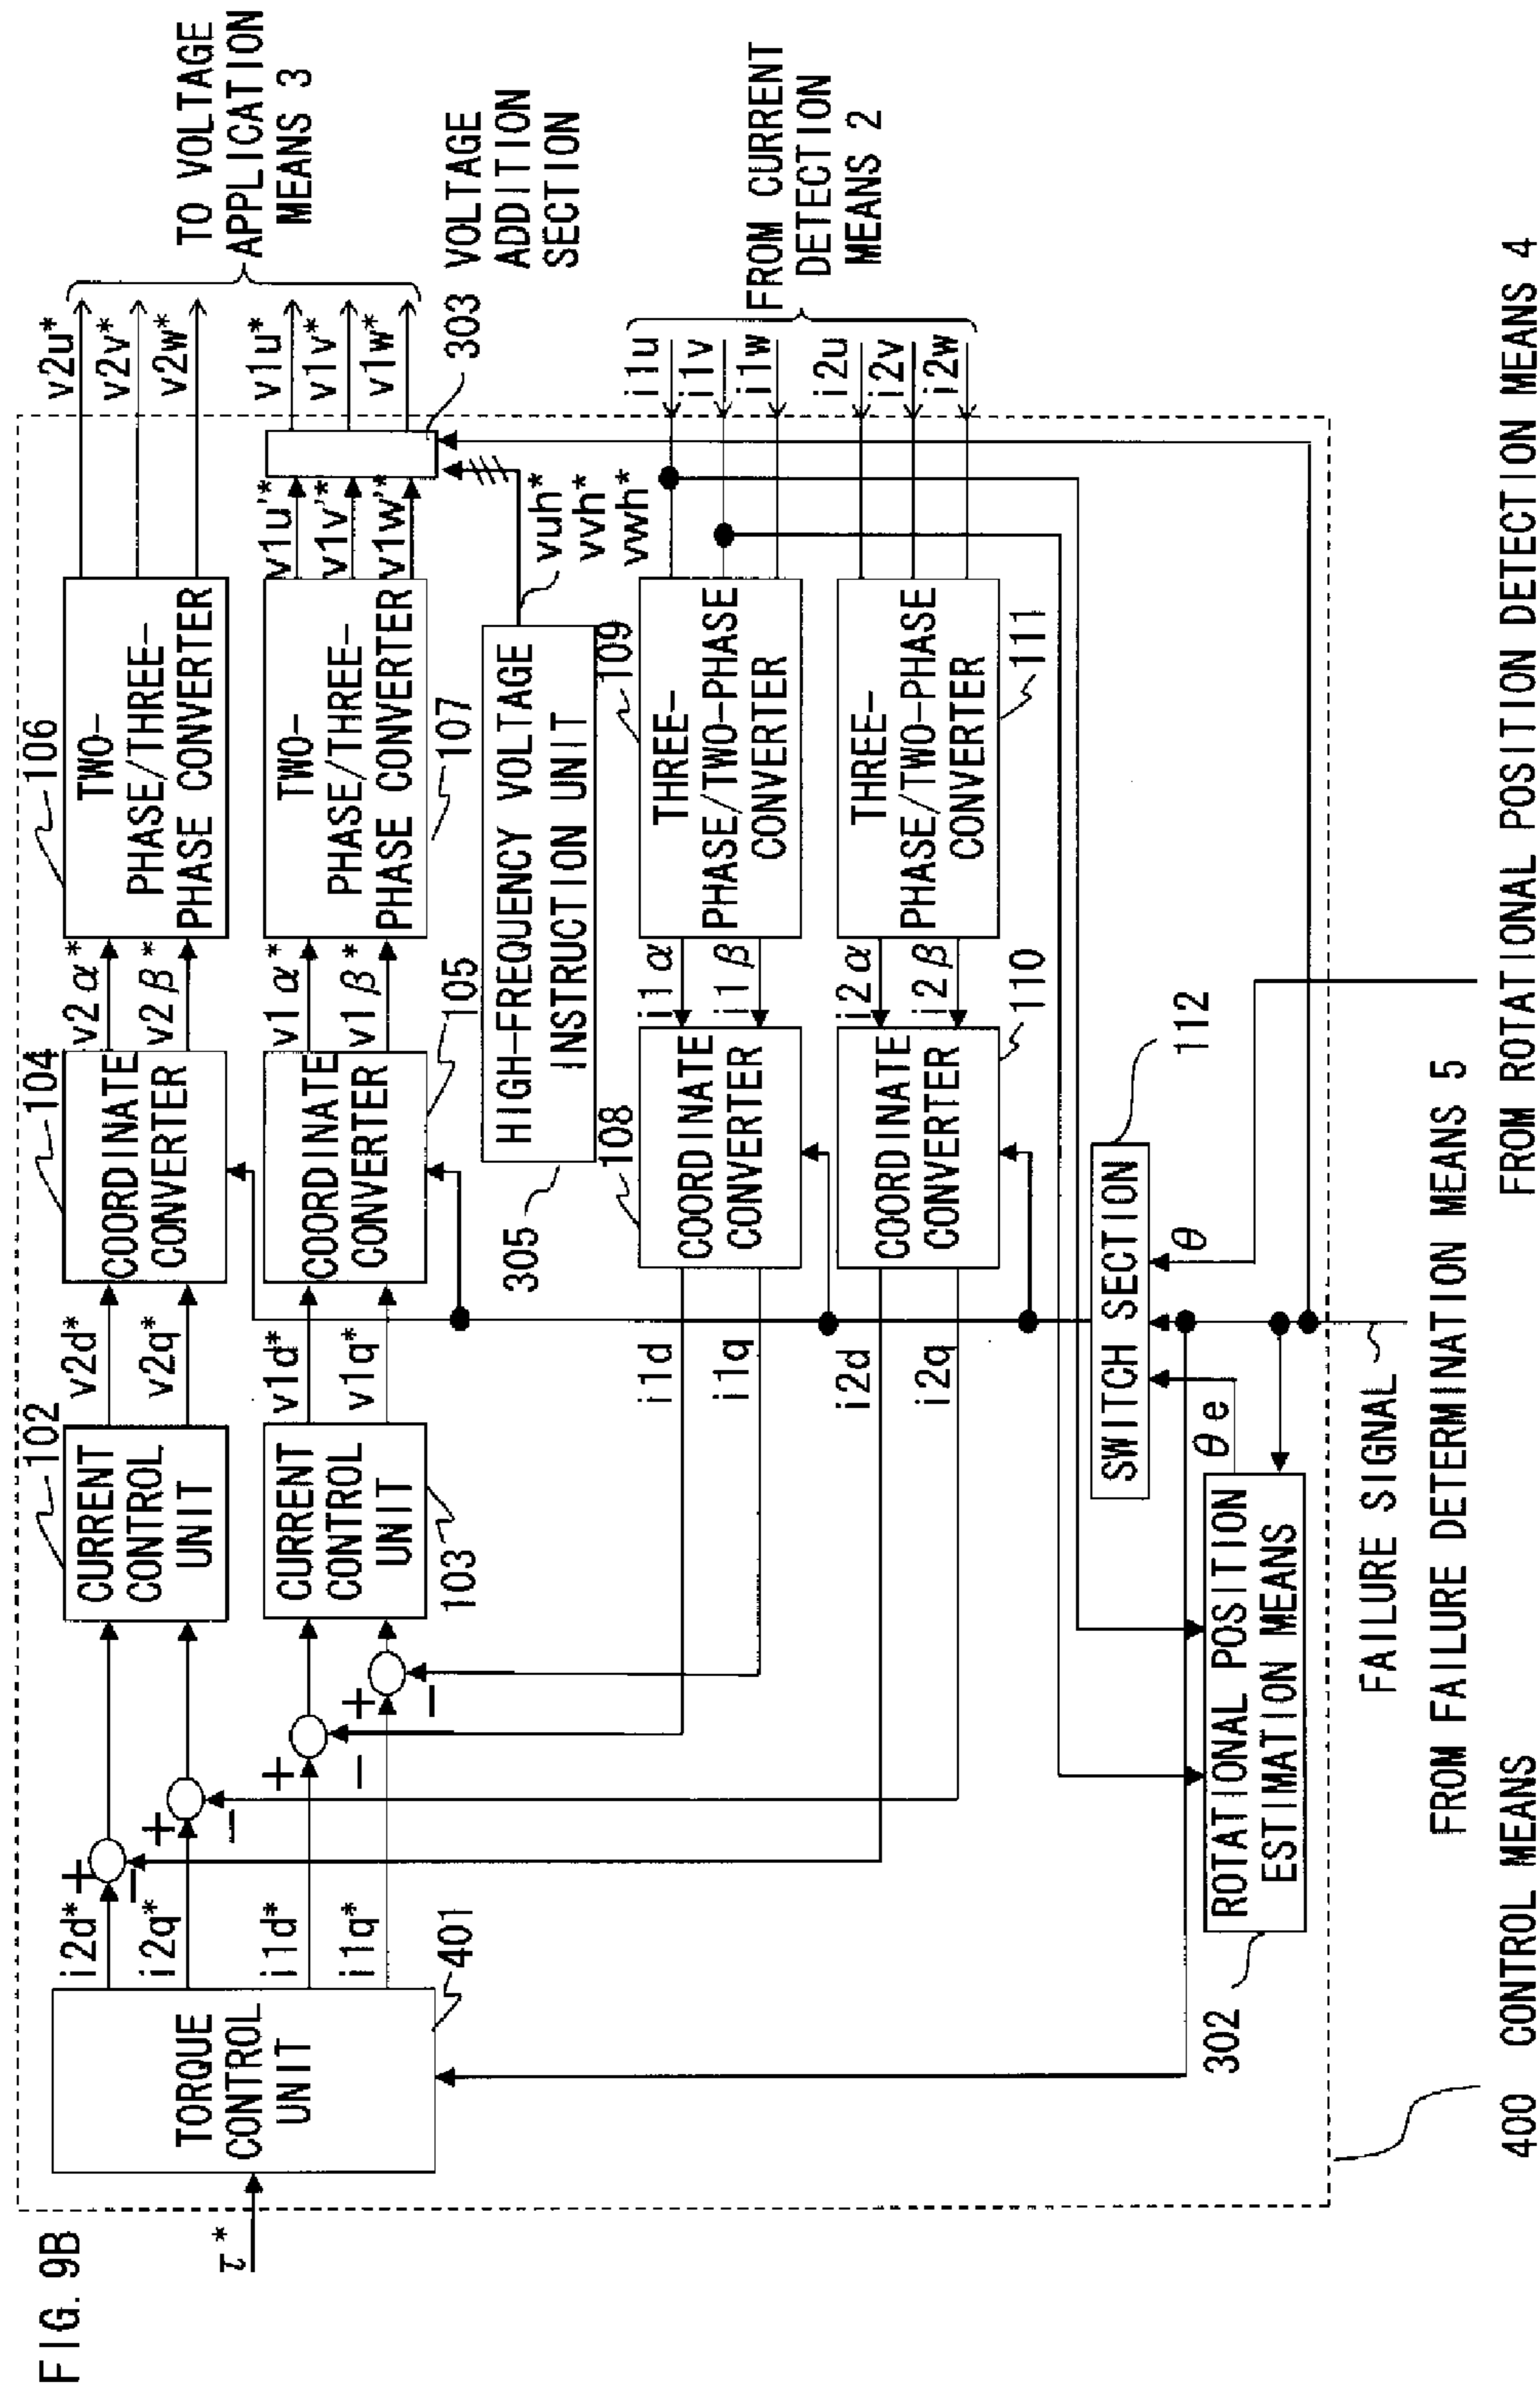 FIG. 9B
τ*
TORQUE
CONTROL
UNIT
401
i2d*
i2q*
i1d*
i1q*
+
−
+
−
+
−
+
−
102
CURRENT
CONTROL
UNIT
CURRENT
CONTROL
UNIT
103
v2d*
v2q*
v1d*
v1q*
104
COORDINATE
CONVERTER
COORDINATE
CONVERTER
105
v2α*
v2β*
v1α*
v1β*
106
TWO-
PHASE/THREE-
PHASE CONVERTER
TWO-
PHASE/THREE-
PHASE CONVERTER
107
v2u*
v2v*
v2w*
v1u'*
v1v'*
v1w'*
v1u*
v1v*
v1w*
TO VOLTAGE
APPLICATION
MEANS 3
303 VOLTAGE
ADDITION
SECTION
305
HIGH-FREQUENCY VOLTAGE
INSTRUCTION UNIT
vuh*
vvh*
vwh*
i1d
i1q
i2d
i2q
108
COORDINATE
CONVERTER
COORDINATE
CONVERTER
110
i1α
i1β
i2α
i2β
109
THREE-
PHASE/TWO-PHASE
CONVERTER
THREE-
PHASE/TWO-PHASE
CONVERTER
111
i1u
i1v
i1w
i2u
i2v
i2w
FROM CURRENT
DETECTION
MEANS 2
SWITCH SECTION
112
θe
θ
302
ROTATIONAL POSITION
ESTIMATION MEANS
FAILURE SIGNAL
FROM FAILURE DETERMINATION MEANS 5
400 CONTROL MEANS
FROM ROTATIONAL POSITION DETECTION MEANS 4